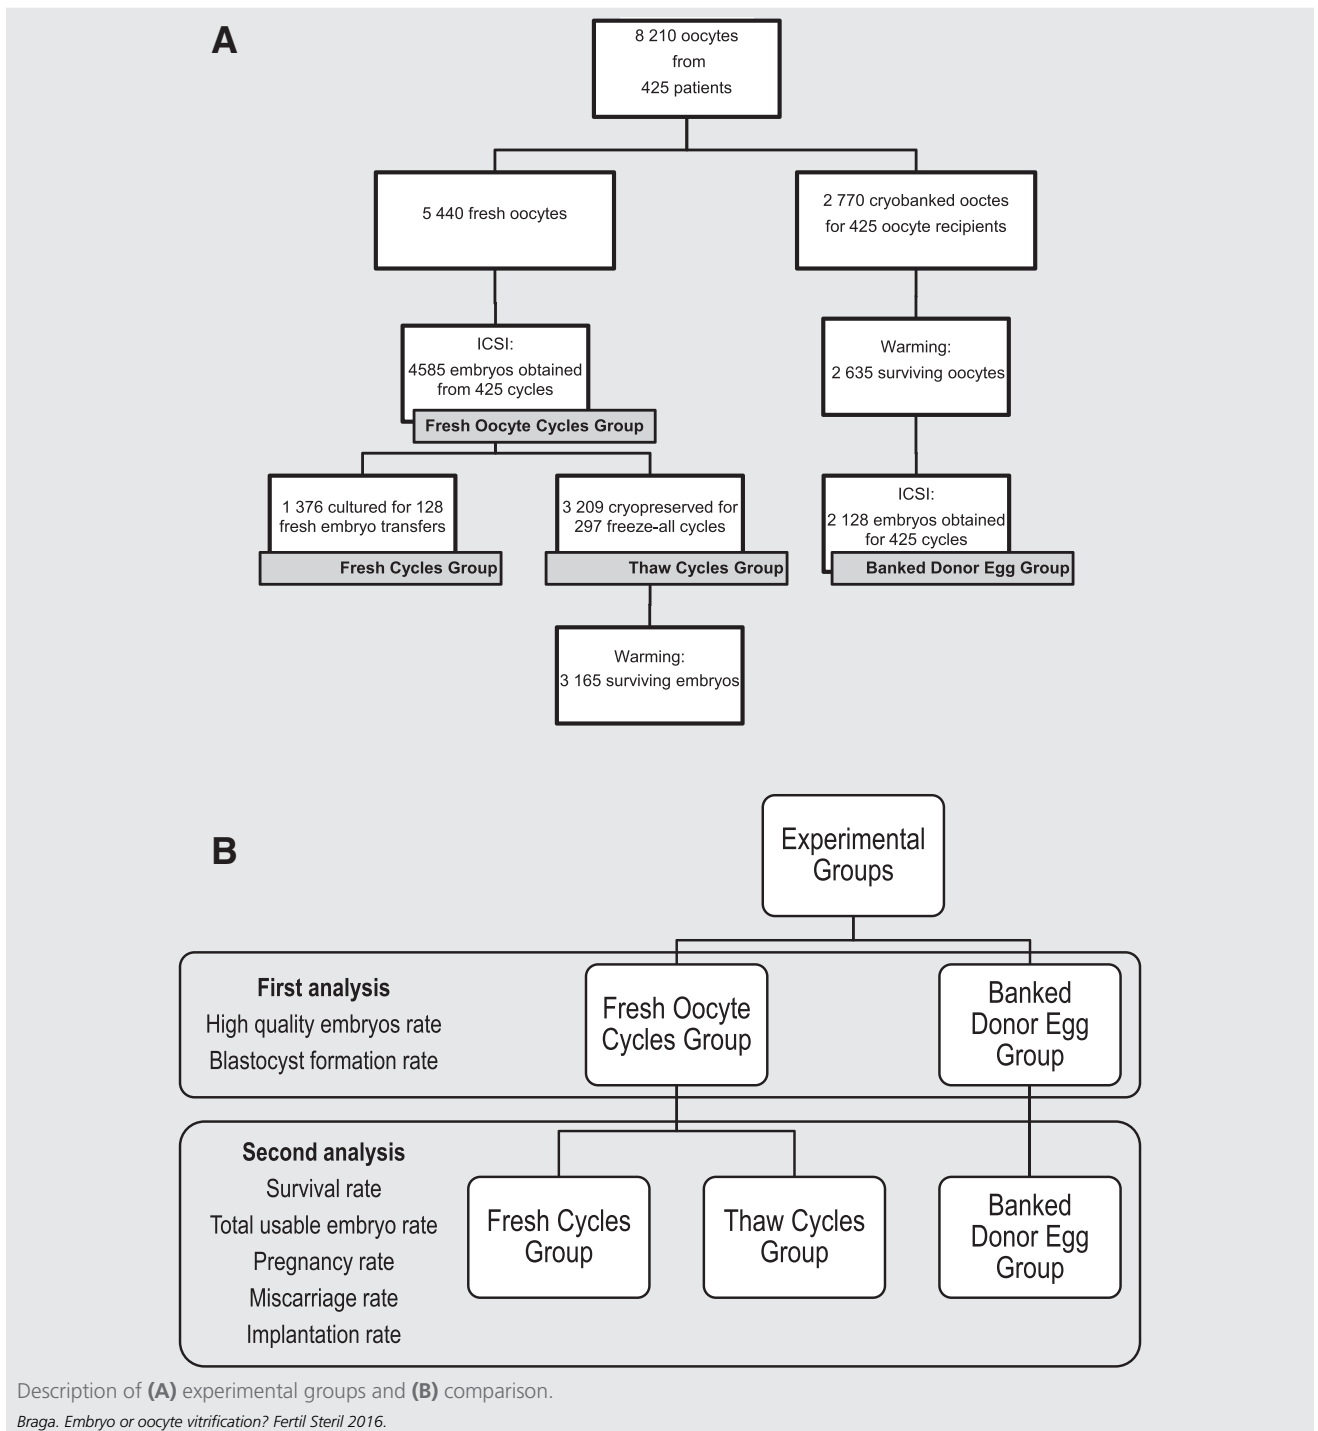 A
8 210 oocytes
from
425 patients
5 440 fresh oocytes
2 770 cryobanked ooctes
for 425 oocyte recipients
ICSI:
4585 embryos obtained
from 425 cycles
Fresh Oocyte Cycles Group
Warming:
2 635 surviving oocytes
1 376 cultured for 128
fresh embryo transfers
Fresh Cycles Group
3 209 cryopreserved for
297 freeze-all cycles
Thaw Cycles Group
ICSI:
2 128 embryos obtained
for 425 cycles
Banked Donor Egg Group
Warming:
3 165 surviving embryos
B
Experimental
Groups
First analysis
High quality embryos rate
Blastocyst formation rate
Fresh Oocyte
Cycles Group
Banked
Donor Egg
Group
Second analysis
Survival rate
Total usable embryo rate
Pregnancy rate
Miscarriage rate
Implantation rate
Fresh Cycles
Group
Thaw Cycles
Group
Banked
Donor Egg
Group
Description of (A) experimental groups and (B) comparison.
Braga. Embryo or oocyte vitrification? Fertil Steril 2016.